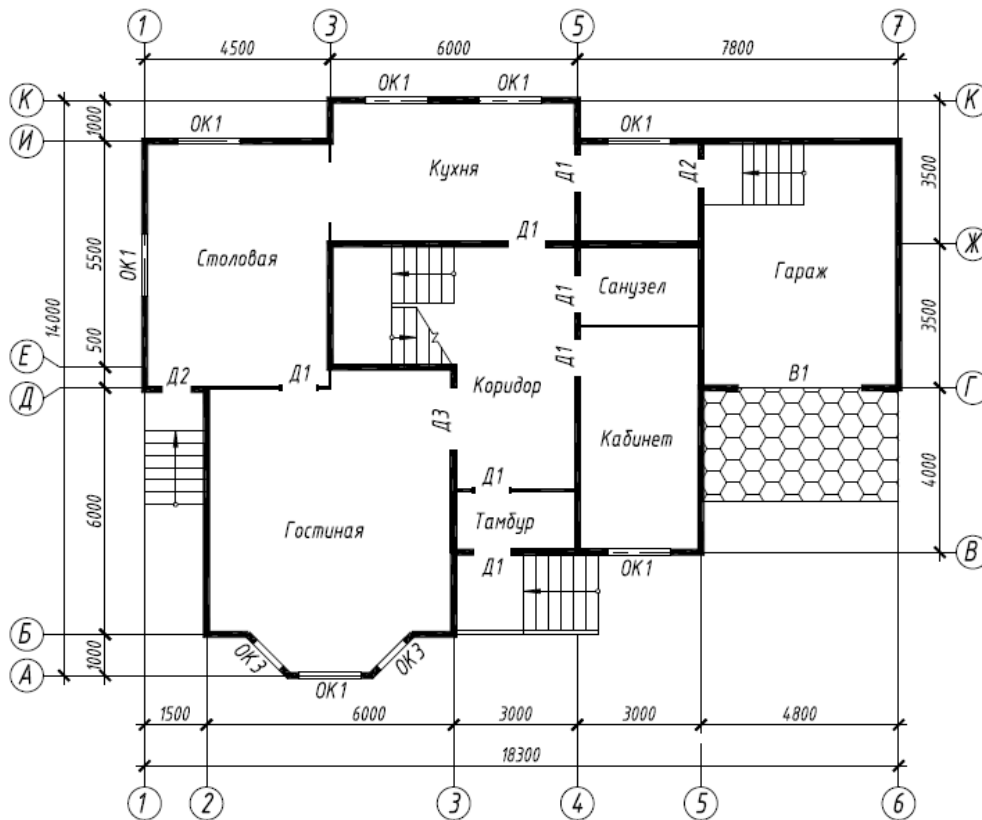 1 3 5 7
4500 6000 7800
К ОК1 ОК1 К
1000
И ОК1 ОК1
Кухня Д1 Д2 3500
Д1 Ж
5500 ОК1 Столовая Д1 Санузел Гараж
14000 3500
Е 500 Д1
Д Д2 Д1 Коридор В1 Г
Д3 Кабинет 4000
6000 Д1
Гостиная Тамбур
Д1 ОК1 В
Б
1000 ОК3 ОК3
А ОК1
1500 6000 3000 3000 4800
18300
1 2 3 4 5 6